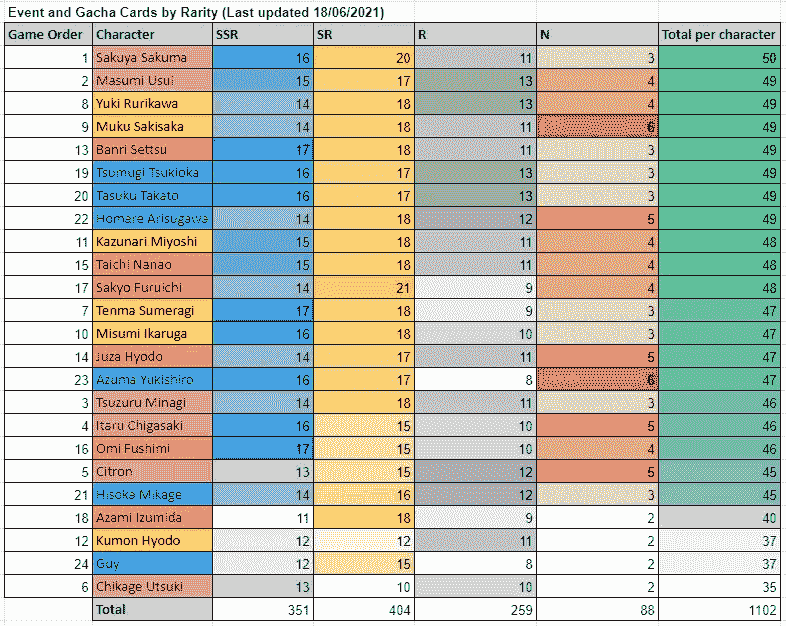 Event and Gacha Cards by Rarity (Last updated 18/06/2021)
Game Order Character SSR SR R N Total per character
1 Sakuya Sakuma 16 20 11 3 50
2 Masumi Usui 15 17 13 4 49
8 Yuki Rurikawa 14 18 13 4 49
9 Muku Sakisaka 14 18 11 6 49
13 Banri Settsu 17 18 11 3 49
19 Tsumugi Tsukioka 16 17 13 3 49
20 Tasuku Takato 16 17 13 3 49
22 Homare Arisugawa 14 18 12 5 49
11 Kazunari Miyoshi 15 18 11 4 48
15 Taichi Nanao 15 18 11 4 48
17 Sakyo Furuichi 14 21 9 4 48
7 Tenma Sumeragi 17 18 9 3 47
10 Misumi Ikaruga 16 18 10 3 47
14 Juza Hyodo 14 17 11 5 47
23 Azuma Yukishiro 16 17 8 6 47
3 Tsuzuru Minagi 14 18 11 3 46
4 Itaru Chigasaki 16 15 10 5 46
16 Omi Fushimi 17 15 10 4 46
5 Citron 13 15 12 5 45
21 Hisoka Mikage 14 16 12 3 45
18 Azami Izumida 11 18 9 2 40
12 Kumon Hyodo 12 12 11 2 37
24 Guy 12 15 8 2 37
6 Chikage Utsuki 13 10 10 2 35
Total 351 404 259 88 1102